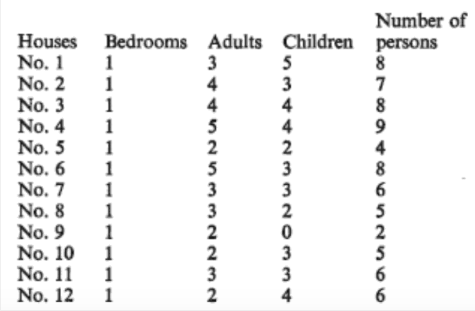 Number of
Houses Bedrooms Adults Children persons
No. 1 1 3 5 8
No. 2 1 4 3 7
No. 3 1 4 4 8
No. 4 1 5 4 9
No. 5 1 2 2 4
No. 6 1 5 3 8
No. 7 1 3 3 6
No. 8 1 3 2 5
No. 9 1 2 0 2
No. 10 1 2 3 5
No. 11 1 3 3 6
No. 12 1 2 4 6